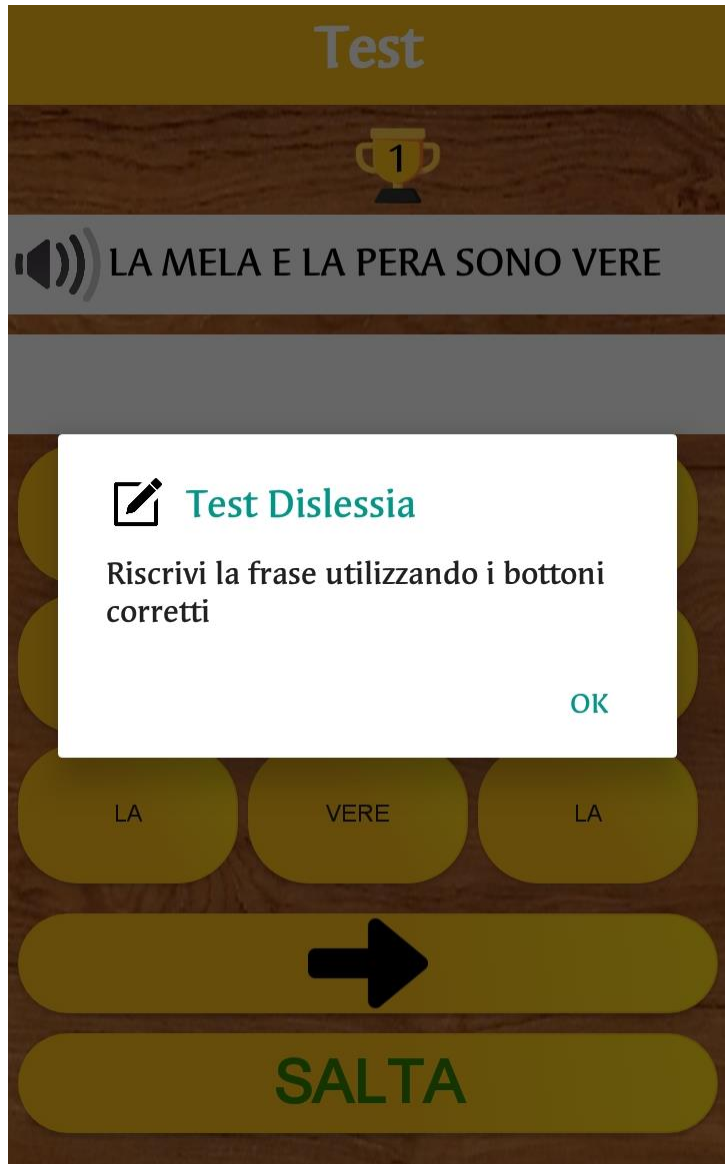 Test
1
LA MELA E LA PERA SONO VERE
Test Dislessia
Riscrivi la frase utilizzando i bottoni
corretti
OK
LA VERE LA
SALTA